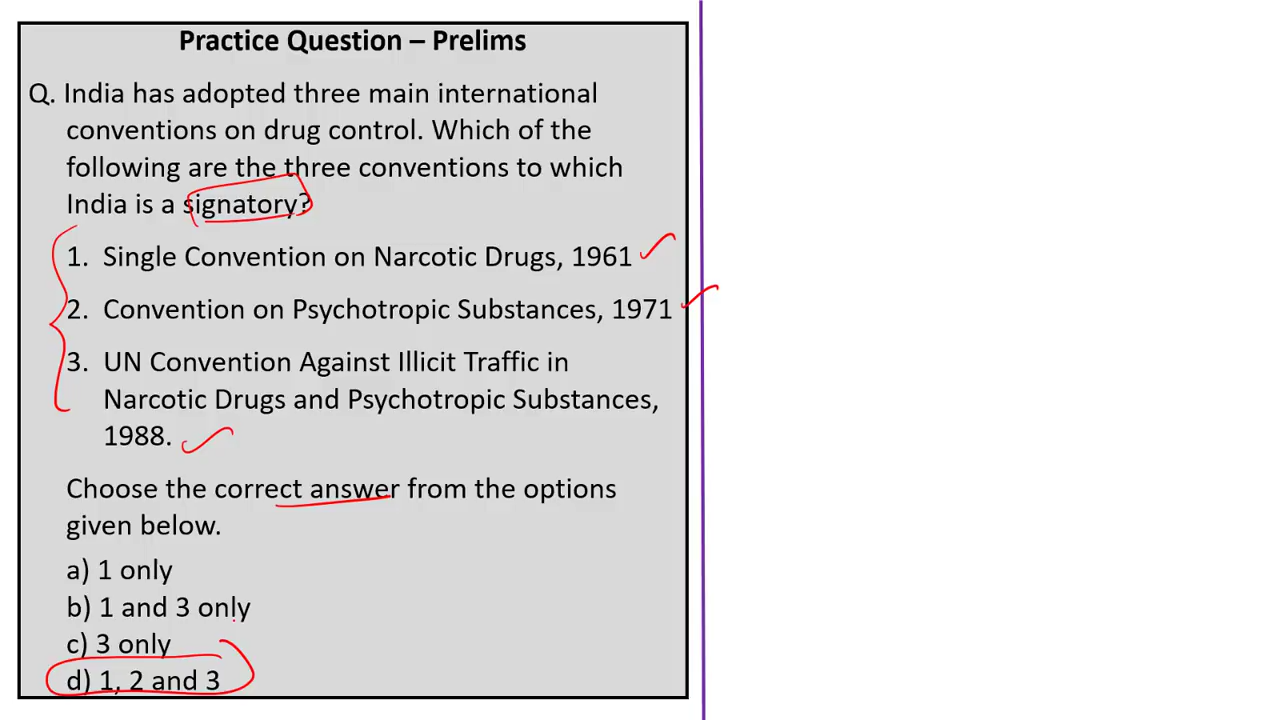 Practice Question – Prelims
Q. India has adopted three main international
conventions on drug control. Which of the
following are the three conventions to which
India is a signatory?
1. Single Convention on Narcotic Drugs, 1961
2. Convention on Psychotropic Substances, 1971
3. UN Convention Against Illicit Traffic in
Narcotic Drugs and Psychotropic Substances,
1988.
Choose the correct answer from the options
given below.
a) 1 only
b) 1 and 3 only
c) 3 only
d) 1, 2 and 3